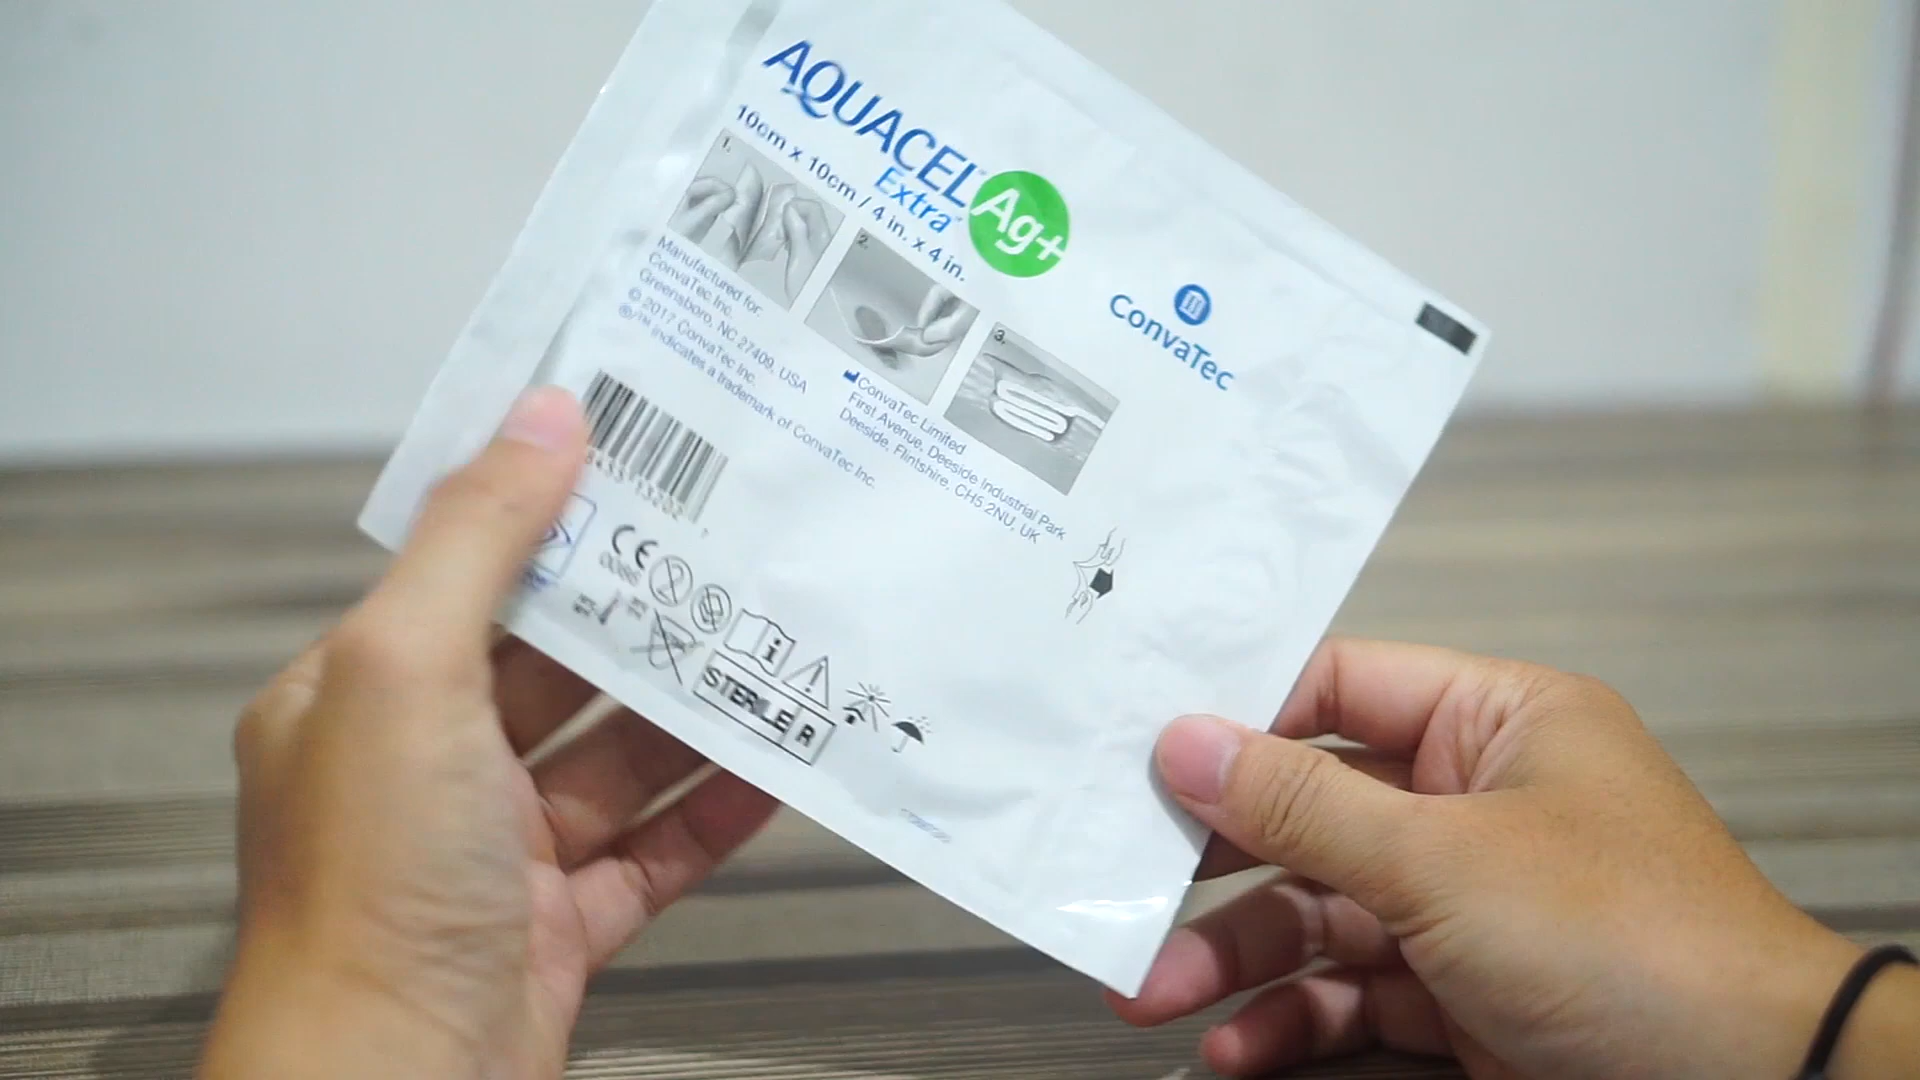 AQUACEL™
Extra™
Ag+
10cm x 10cm / 4 in. x 4 in.
ConvaTec
1.
2.
3.
Manufactured for:
ConvaTec Inc.
Greensboro, NC 27409, USA
© 2017 ConvaTec Inc.
®/™ indicates a trademark of ConvaTec Inc.
ConvaTec Limited
First Avenue, Deeside Industrial Park
Deeside, Flintshire, CH5 2NU, UK
CE
0086
i
STERILE R